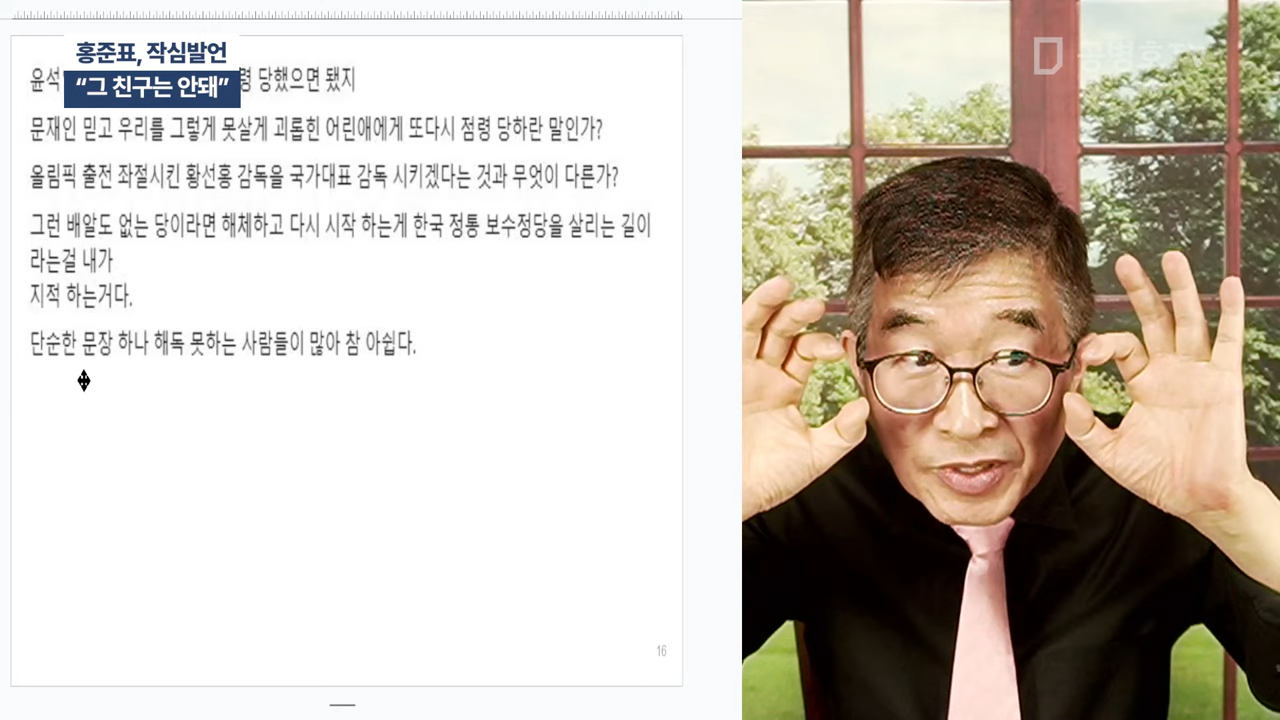 홍준표, 작심발언
“그 친구는 안돼”
윤석 령 당했으면 됐지
문재인 믿고 우리를 그렇게 못살게 괴롭힌 어린애에게 또다시 점령 당하란 말인가?
올림픽 출전 좌절시킨 황선홍 감독을 국가대표 감독 시키겠다는 것과 무엇이 다른가?
그런 배알도 없는 당이라면 해체하고 다시 시작 하는게 한국 정통 보수정당을 살리는 길이
라는걸 내가
지적 하는거다.
단순한 문장 하나 해독 못하는 사람들이 많아 참 아쉽다.
16